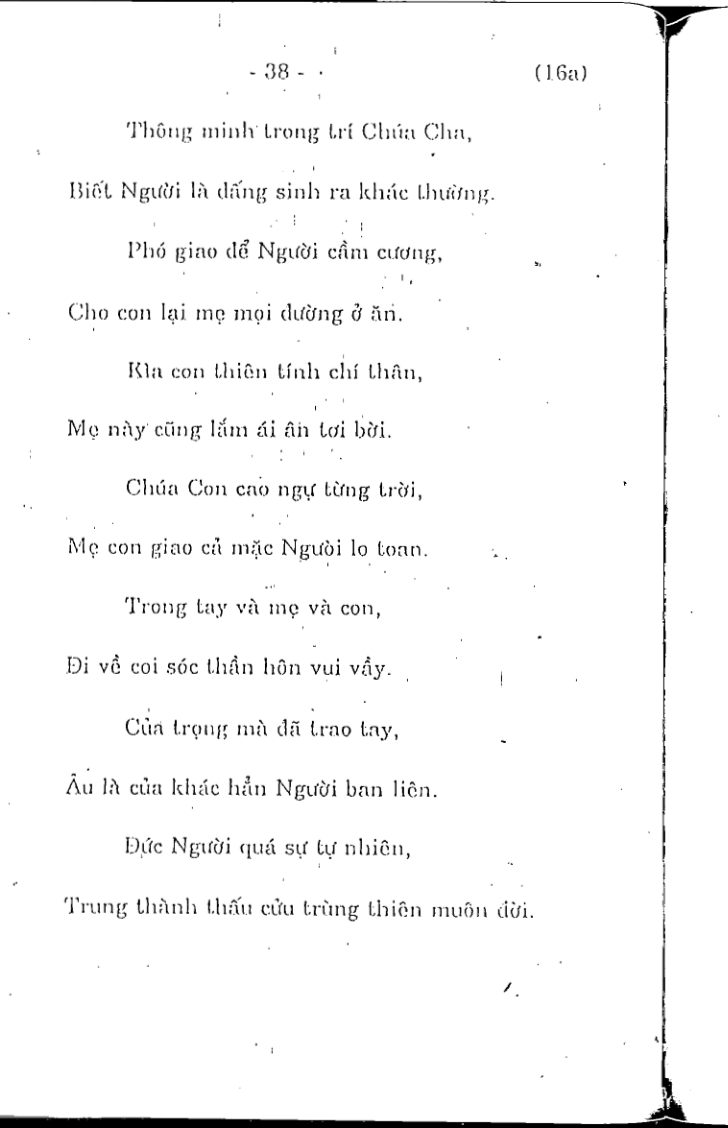 - 38 - (16a)
Thông minh trong trí Chúa Cha,
Biết Người là đấng sinh ra khác thường.
Phó giao để Người cầm cương,
Cho con lại mẹ mọi đường ở ăn.
Kìa con thiên tính chí thân,
Mẹ này cũng lắm ái ân tơi bời.
Chúa Con cao ngự từng trời,
Mẹ con giao cả mặc Người lo toan.
Trong tay và mẹ và con,
Đi về coi sóc thần hôn vui vầy.
Của trọng mà đã trao tay,
Âu là của khác hẳn Người ban liên.
Đức Người quá sự tự nhiên,
Trung thành thấu cửu trùng thiên muôn đời.